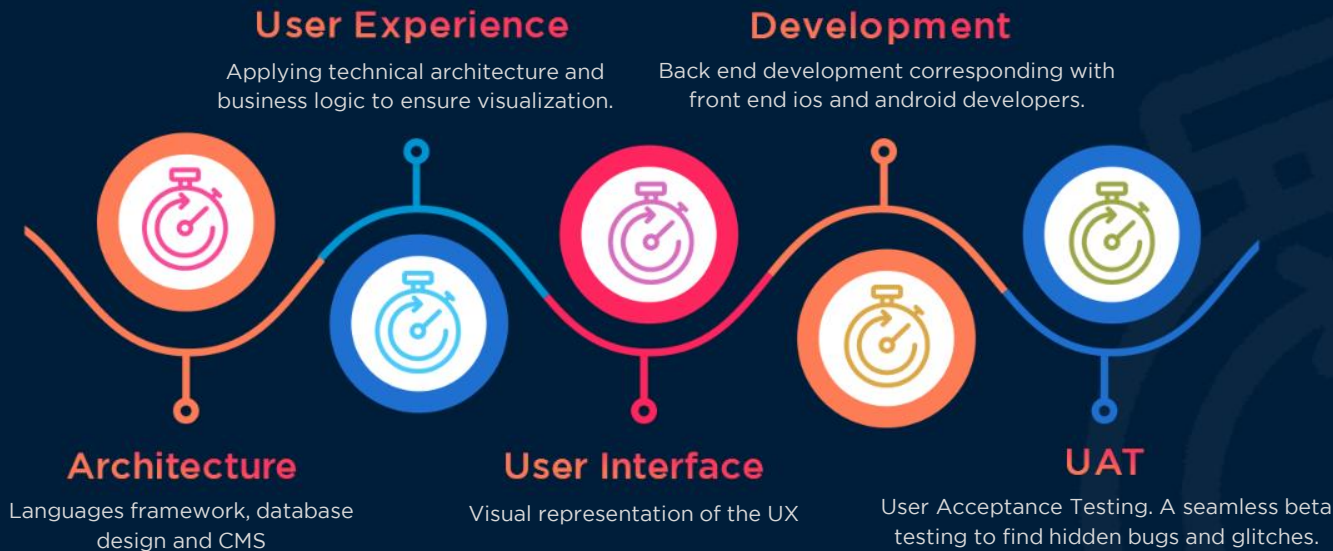 User Experience
Applying technical architecture and
business logic to ensure visualization.
Development
Back end development corresponding with
front end ios and android developers.
Architecture
Languages framework, database
design and CMS
User Interface
Visual representation of the UX
UAT
User Acceptance Testing. A seamless beta
testing to find hidden bugs and glitches.